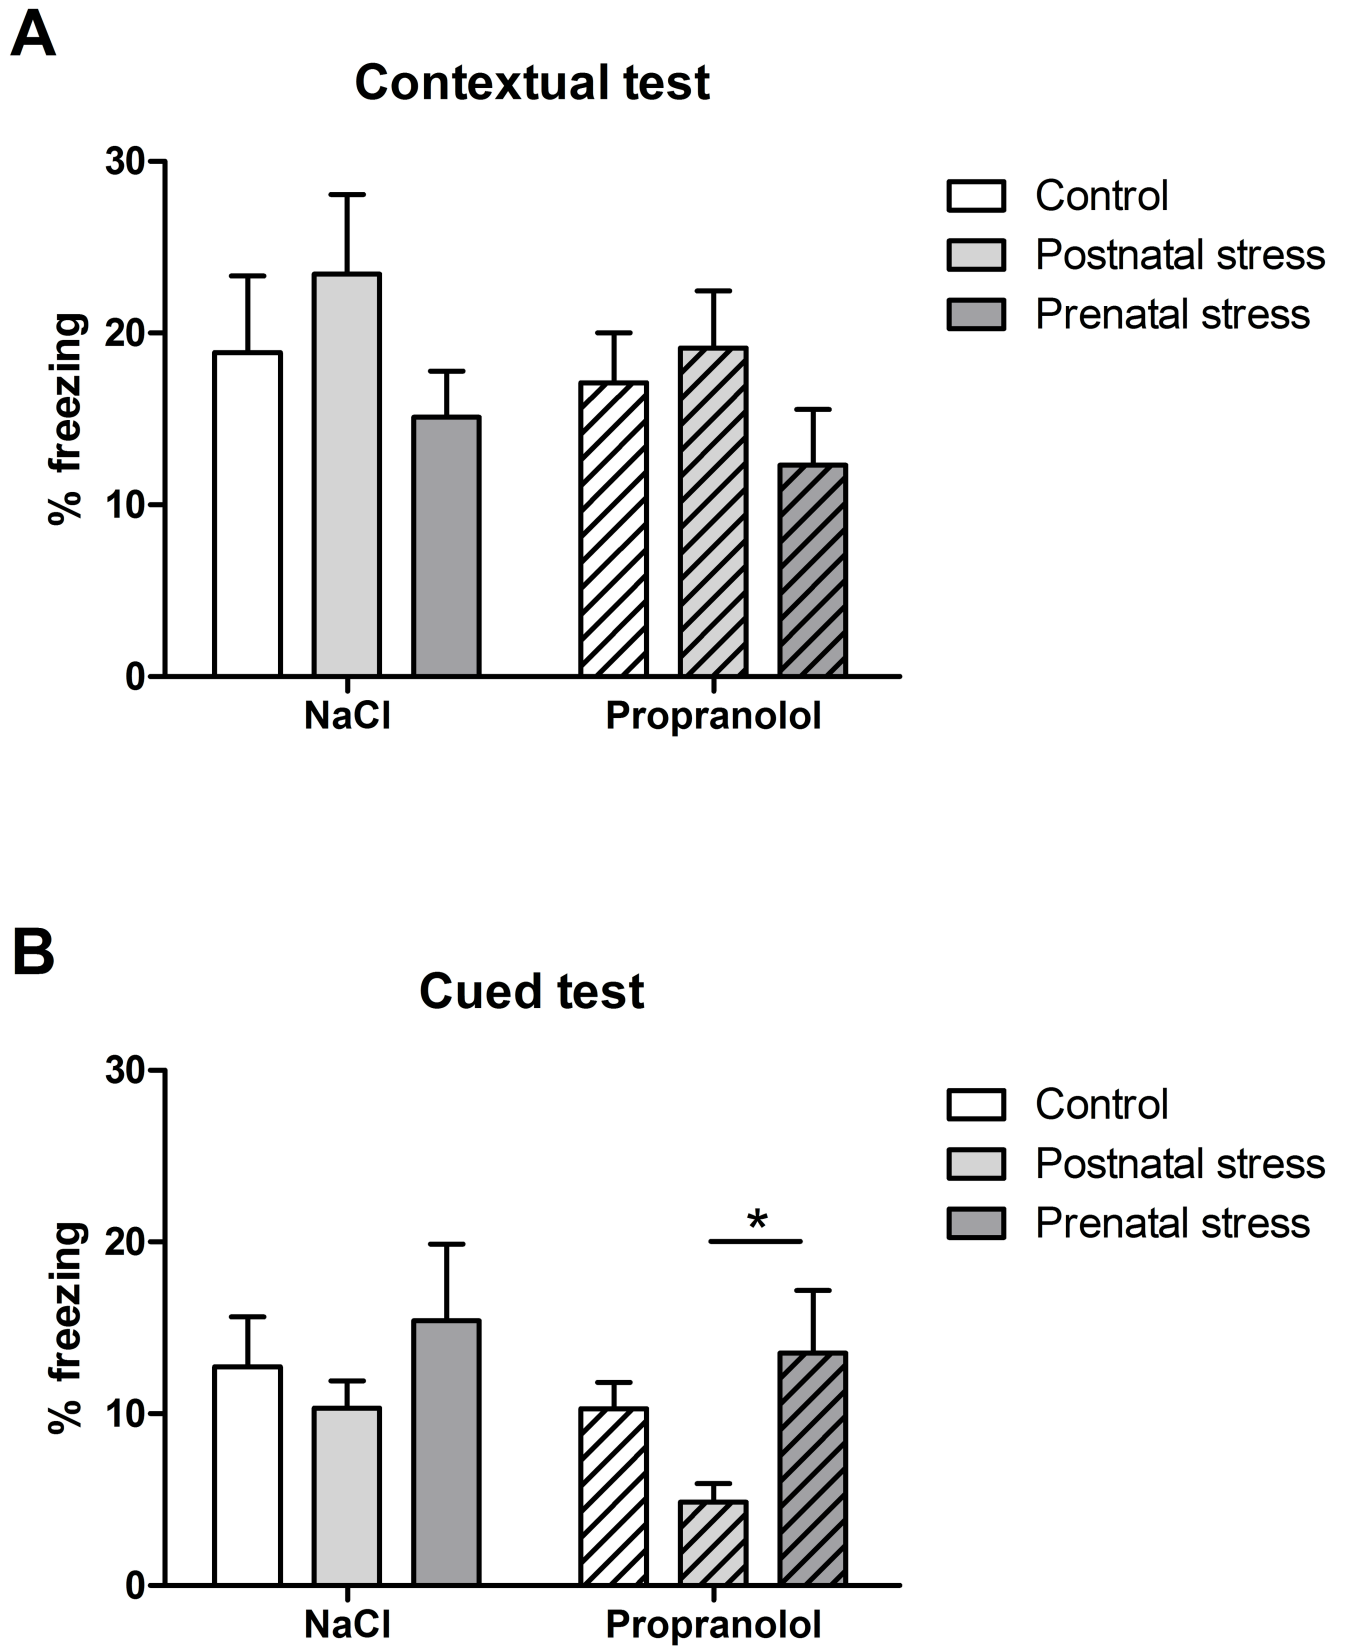 A
Contextual test
30
20
10
0
% freezing
NaCl
Propranolol
Control
Postnatal stress
Prenatal stress
B
Cued test
30
20
10
0
% freezing
*
NaCl
Propranolol
Control
Postnatal stress
Prenatal stress